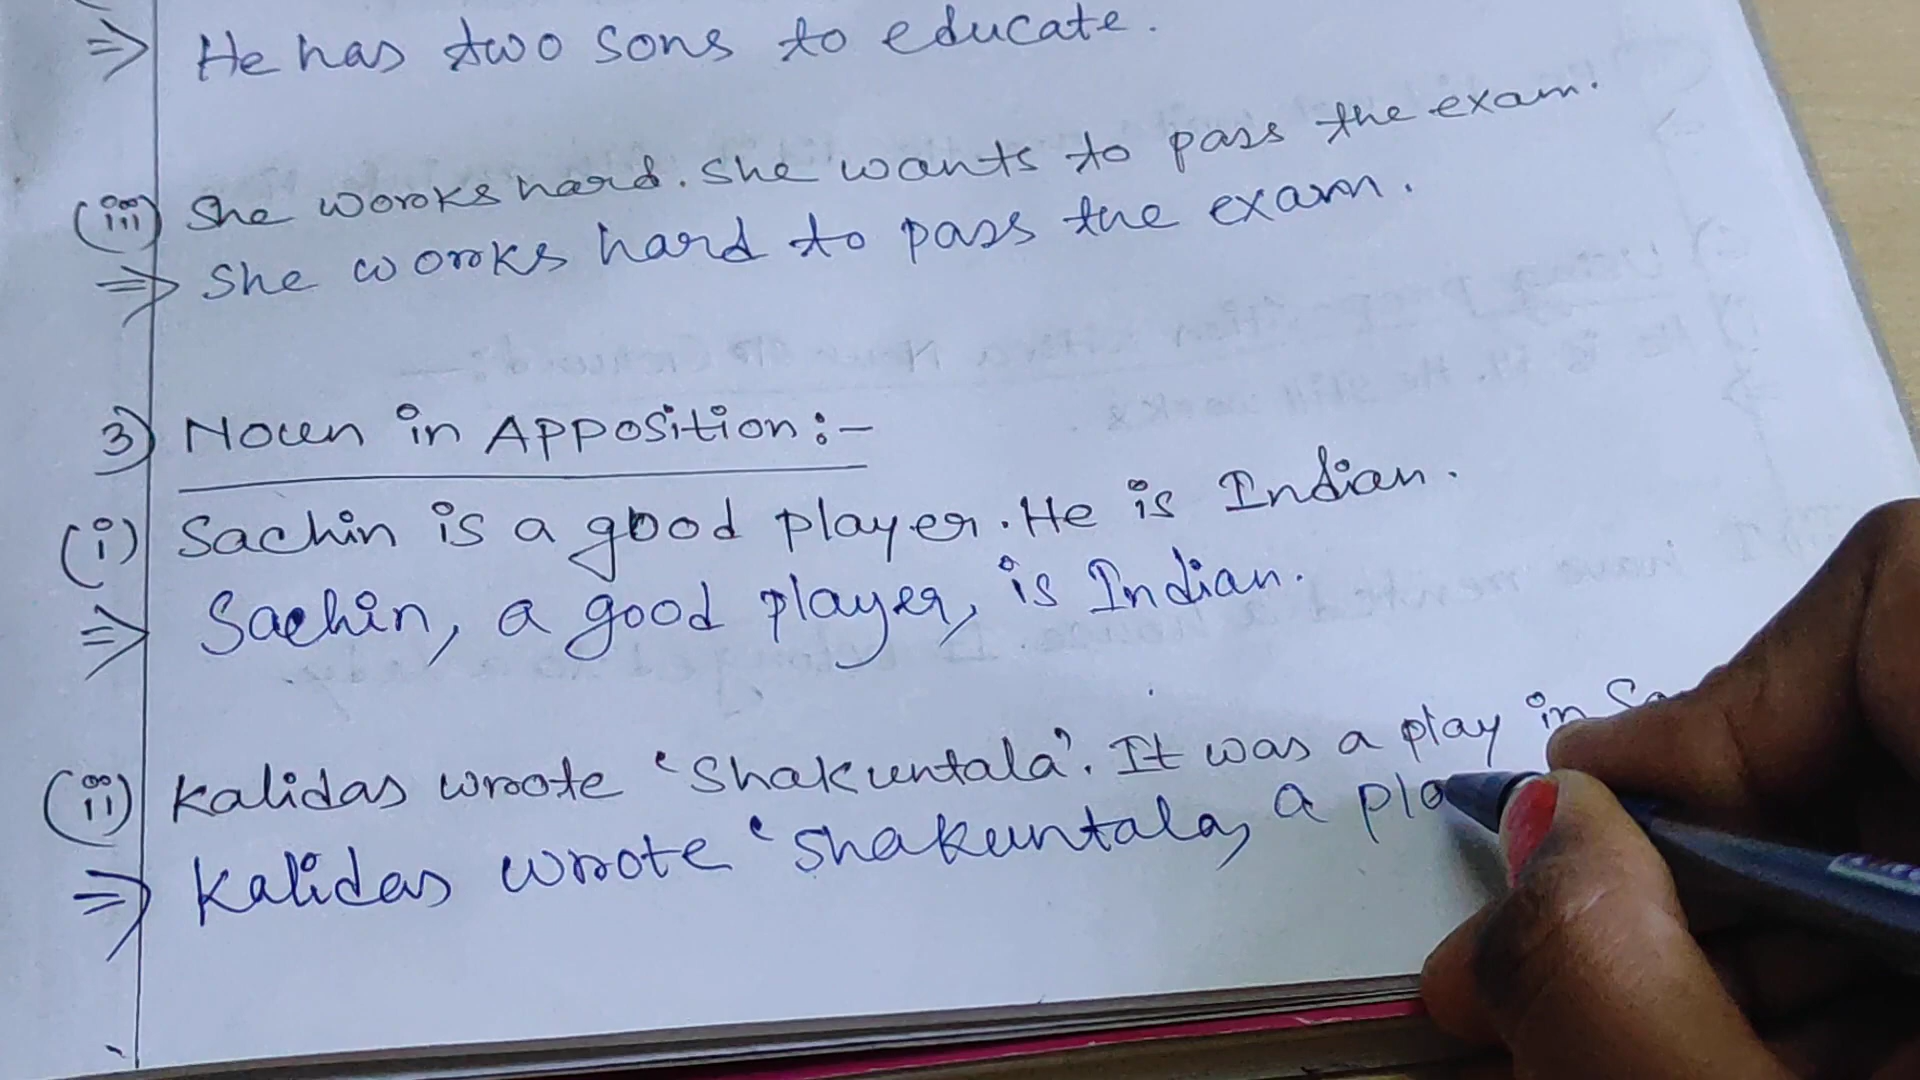 ⇒ He has two sons to educate.
(iii) She works hard. She wants to pass the exam.
⇒ She works hard to pass the exam.
3) Noun in Apposition:-
(i) Sachin is a good player. He is Indian.
⇒ Sachin, a good player, is Indian.
(ii) Kalidas wrote 'Shakuntala'. It was a play in
⇒ Kalidas wrote 'Shakuntala, a